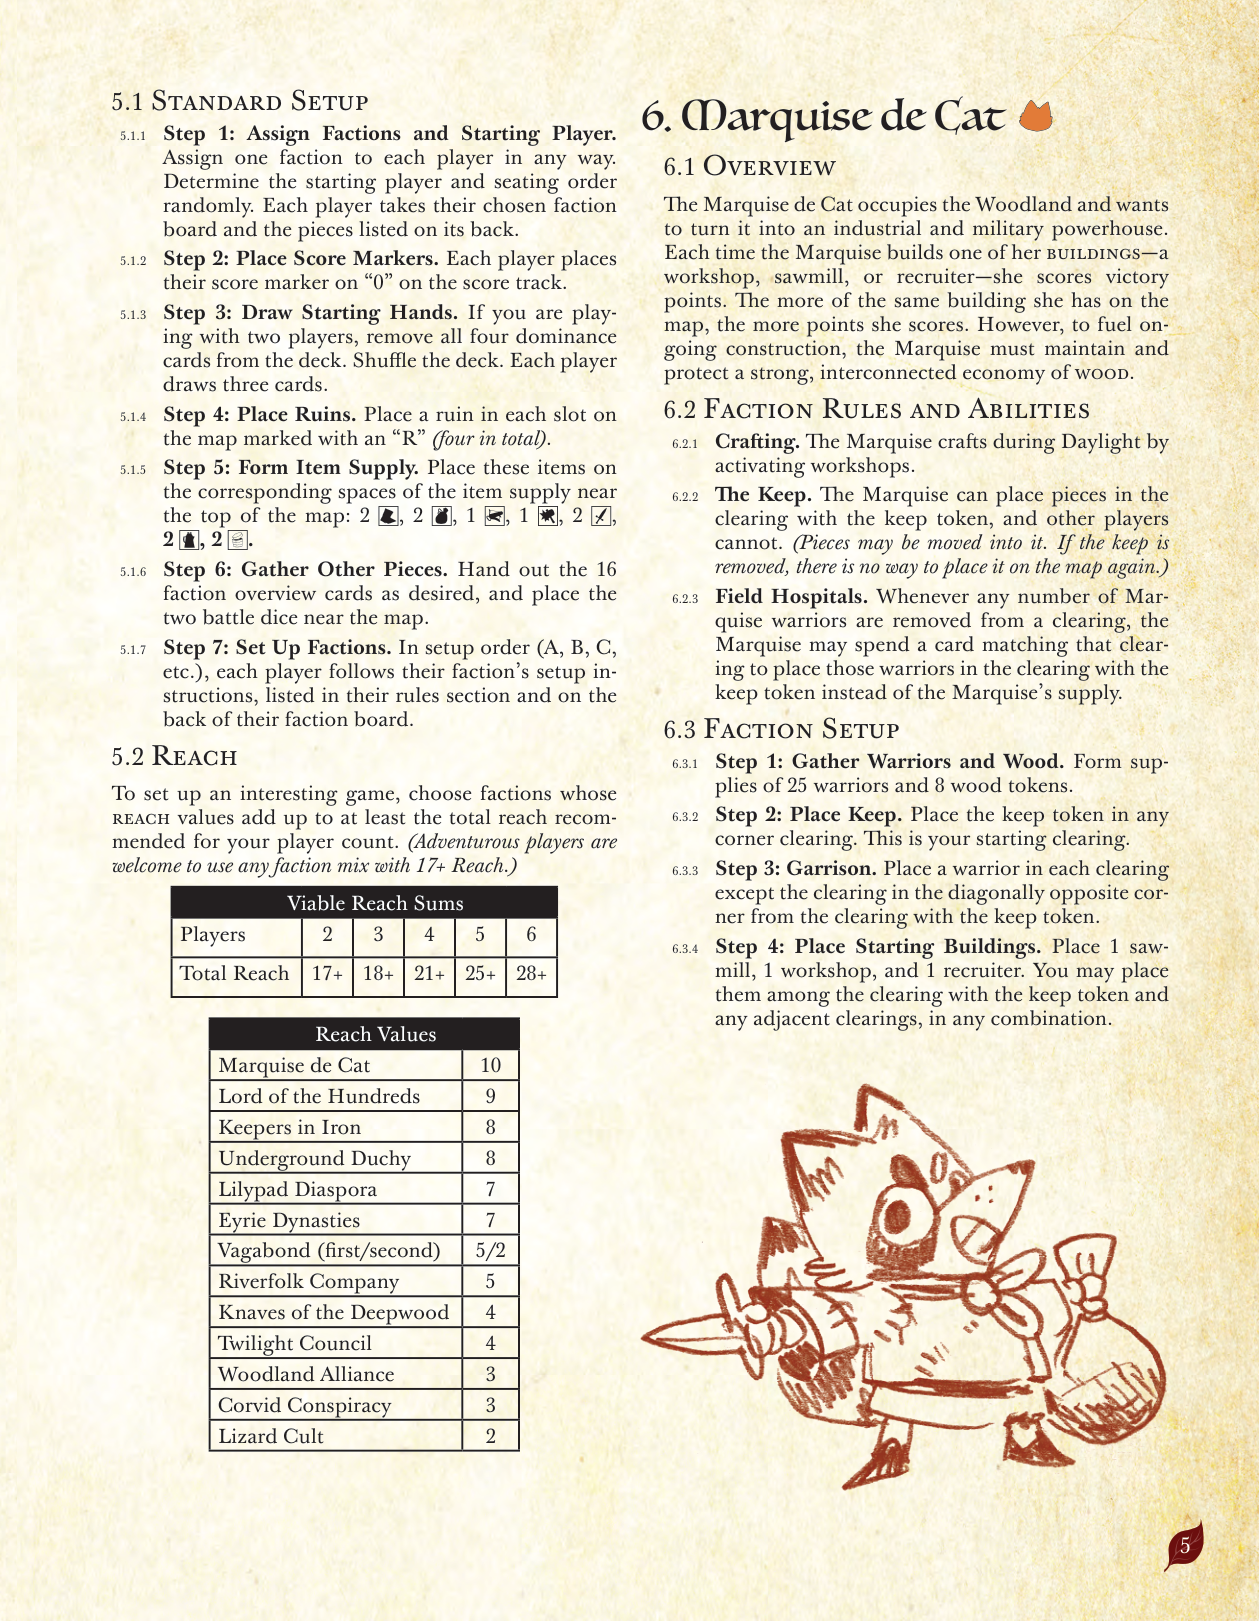 5.1 Standard Setup
5.1.1 Step 1: Assign Factions and Starting Player.
Assign one faction to each player in any way.
Determine the starting player and seating order
randomly. Each player takes their chosen faction
board and the pieces listed on its back.
5.1.2 Step 2: Place Score Markers. Each player places
their score marker on “0” on the score track.
5.1.3 Step 3: Draw Starting Hands. If you are play-
ing with two players, remove all four dominance
cards from the deck. Shuffle the deck. Each player
draws three cards.
5.1.4 Step 4: Place Ruins. Place a ruin in each slot on
the map marked with an “R” (four in total).
5.1.5 Step 5: Form Item Supply. Place these items on
the corresponding spaces of the item supply near
the top of the map: 2 , 2 , 1 , 1 , 2 ,
2 , 2 .
5.1.6 Step 6: Gather Other Pieces. Hand out the 16
faction overview cards as desired, and place the
two battle dice near the map.
5.1.7 Step 7: Set Up Factions. In setup order (A, B, C,
etc.), each player follows their faction’s setup in-
structions, listed in their rules section and on the
back of their faction board.
5.2 Reach
To set up an interesting game, choose factions whose
reach values add up to at least the total reach recom-
mended for your player count. (Adventurous players are
welcome to use any faction mix with 17+ Reach.)
Viable Reach Sums
Players 2 3 4 5 6
Total Reach 17+ 18+ 21+ 25+ 28+
Reach Values
Marquise de Cat 10
Lord of the Hundreds 9
Keepers in Iron 8
Underground Duchy 8
Lilypad Diaspora 7
Eyrie Dynasties 7
Vagabond (first/second) 5/2
Riverfolk Company 5
Knaves of the Deepwood 4
Twilight Council 4
Woodland Alliance 3
Corvid Conspiracy 3
Lizard Cult 2
6. Marquise de Cat
6.1 Overview
The Marquise de Cat occupies the Woodland and wants
to turn it into an industrial and military powerhouse.
Each time the Marquise builds one of her buildings—a
workshop, sawmill, or recruiter—she scores victory
points. The more of the same building she has on the
map, the more points she scores. However, to fuel on-
going construction, the Marquise must maintain and
protect a strong, interconnected economy of wood.
6.2 Faction Rules and Abilities
6.2.1 Crafting. The Marquise crafts during Daylight by
activating workshops.
6.2.2 The Keep. The Marquise can place pieces in the
clearing with the keep token, and other players
cannot. (Pieces may be moved into it. If the keep is
removed, there is no way to place it on the map again.)
6.2.3 Field Hospitals. Whenever any number of Mar-
quise warriors are removed from a clearing, the
Marquise may spend a card matching that clear-
ing to place those warriors in the clearing with the
keep token instead of the Marquise’s supply.
6.3 Faction Setup
6.3.1 Step 1: Gather Warriors and Wood. Form sup-
plies of 25 warriors and 8 wood tokens.
6.3.2 Step 2: Place Keep. Place the keep token in any
corner clearing. This is your starting clearing.
6.3.3 Step 3: Garrison. Place a warrior in each clearing
except the clearing in the diagonally opposite cor-
ner from the clearing with the keep token.
6.3.4 Step 4: Place Starting Buildings. Place 1 saw-
mill, 1 workshop, and 1 recruiter. You may place
them among the clearing with the keep token and
any adjacent clearings, in any combination.
5